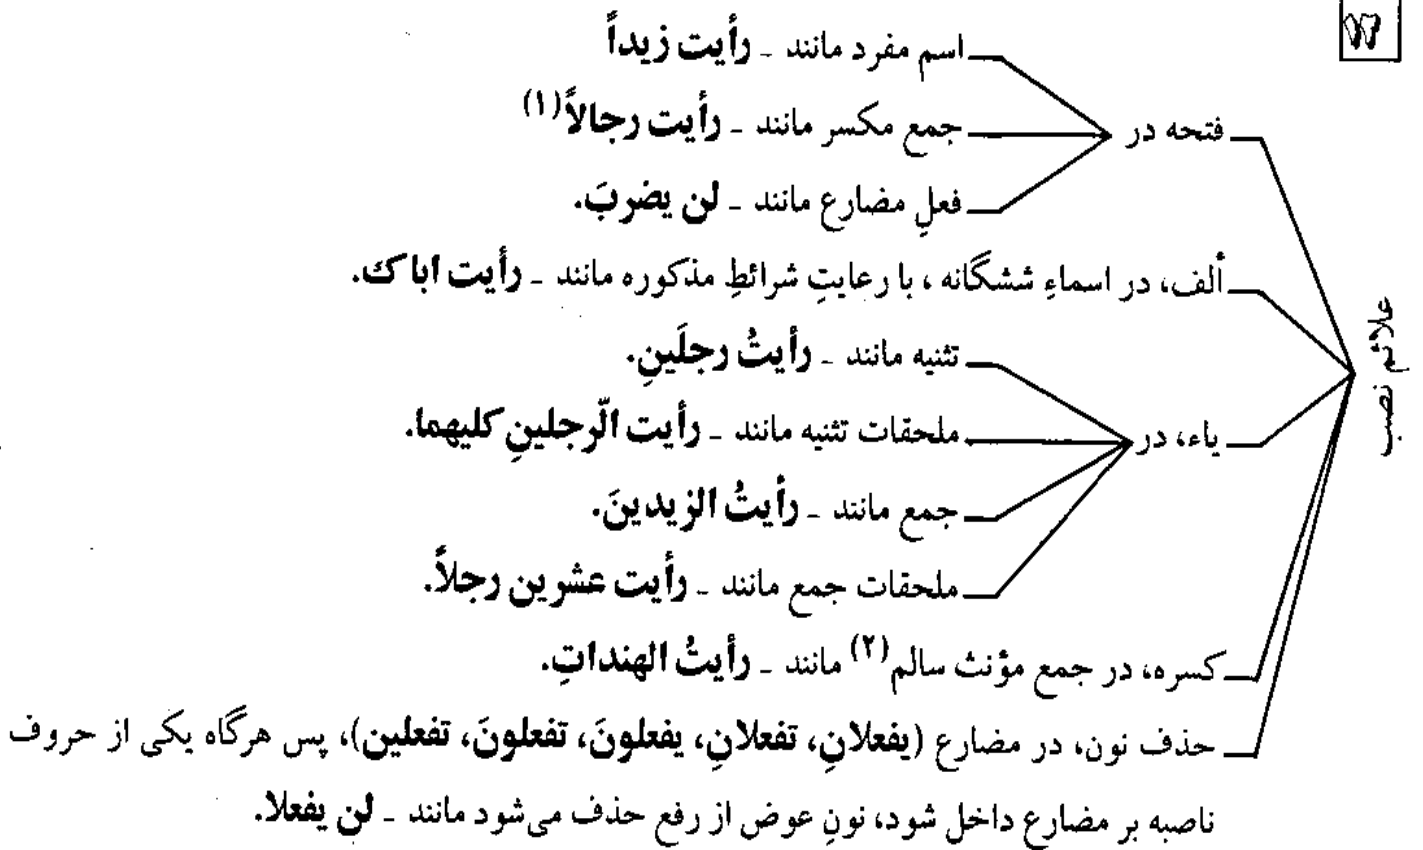 ۱۷
اسم مفرد مانند ـ رأیت زیداً
فتحه در
جمع مکسر مانند ـ رأیت رجالاً (۱)
فعلِ مضارع مانند ـ لن یضربَ.
ألف، در اسماءِ ششگانه، با رعایتِ شرائطِ مذکوره مانند ـ رأیت اباک.
علائم نصب
تثنیه مانند ـ رأیتُ رجلَینِ.
یاء، در
ملحقات تثنیه مانند ـ رأیت الّرجلینِ کلیهما.
جمع مانند ـ رأیتُ الزیدینَ.
ملحقات جمع مانند ـ رأیت عشرین رجلاً.
کسره، در جمع مؤنث سالم (۲) مانند ـ رأیتُ الهنداتِ.
حذف نون، در مضارع (یفعلانِ، تفعلانِ، یفعلونَ، تفعلونَ، تفعلین)، پس هرگاه یکی از حروف
ناصبه بر مضارع داخل شود، نونِ عوض از رفع حذف می‌شود مانند ـ لن یفعلا.